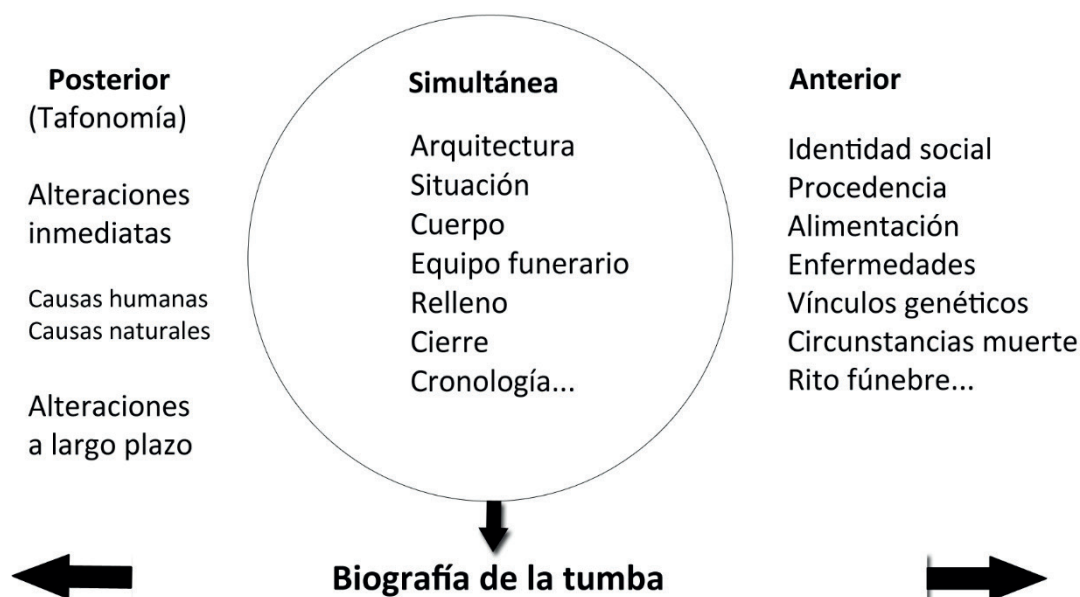 Posterior
(Tafonomía)
Alteraciones
inmediatas
Causas humanas
Causas naturales
Alteraciones
a largo plazo
Simultánea
Arquitectura
Situación
Cuerpo
Equipo funerario
Relleno
Cierre
Cronología...
Anterior
Identidad social
Procedencia
Alimentación
Enfermedades
Vínculos genéticos
Circunstancias muerte
Rito fúnebre...
Biografía de la tumba